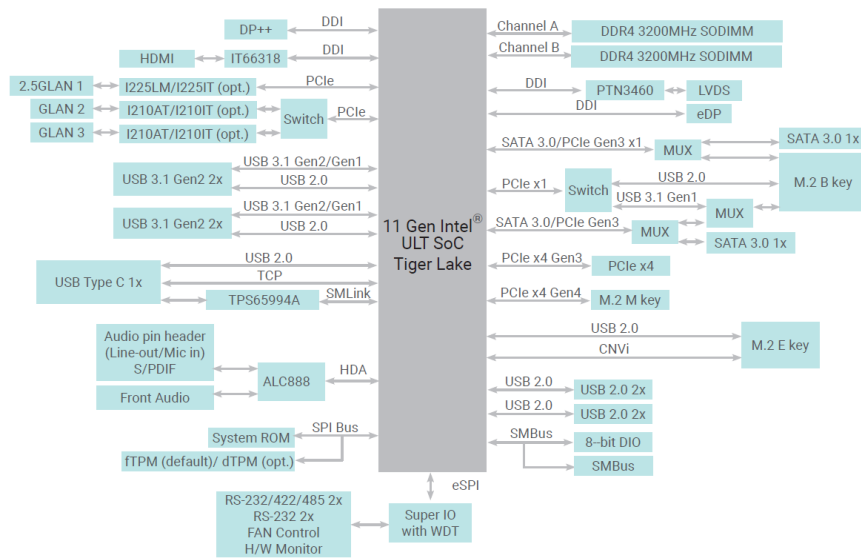 DP++
DDI
HDMI
IT66318
DDI
2.5GLAN 1
I225LM/I225IT (opt.)
PCIe
GLAN 2
I210AT/I210IT (opt.)
Switch
PCIe
GLAN 3
I210AT/I210IT (opt.)
USB 3.1 Gen2 2x
USB 3.1 Gen2/Gen1
USB 2.0
USB 3.1 Gen2 2x
USB 3.1 Gen2/Gen1
USB 2.0
USB Type C 1x
USB 2.0
TCP
TPS65994A
SMLink
Audio pin header
(Line-out/Mic in)
S/PDIF
Front Audio
ALC888
HDA
System ROM
SPI Bus
fTPM (default)/ dTPM (opt.)
RS-232/422/485 2x
RS-232 2x
FAN Control
H/W Monitor
Super IO
with WDT
eSPI
11 Gen Intel®
ULT SoC
Tiger Lake
Channel A
DDR4 3200MHz SODIMM
Channel B
DDR4 3200MHz SODIMM
DDI
PTN3460
LVDS
DDI
eDP
SATA 3.0/PCIe Gen3 x1
MUX
SATA 3.0 1x
M.2 B key
PCIe x1
Switch
USB 2.0
USB 3.1 Gen1
MUX
SATA 3.0/PCIe Gen3
MUX
SATA 3.0 1x
PCIe x4 Gen3
PCIe x4
PCIe x4 Gen4
M.2 M key
USB 2.0
CNVi
M.2 E key
USB 2.0
USB 2.0 2x
USB 2.0
USB 2.0 2x
SMBus
8–bit DIO
SMBus